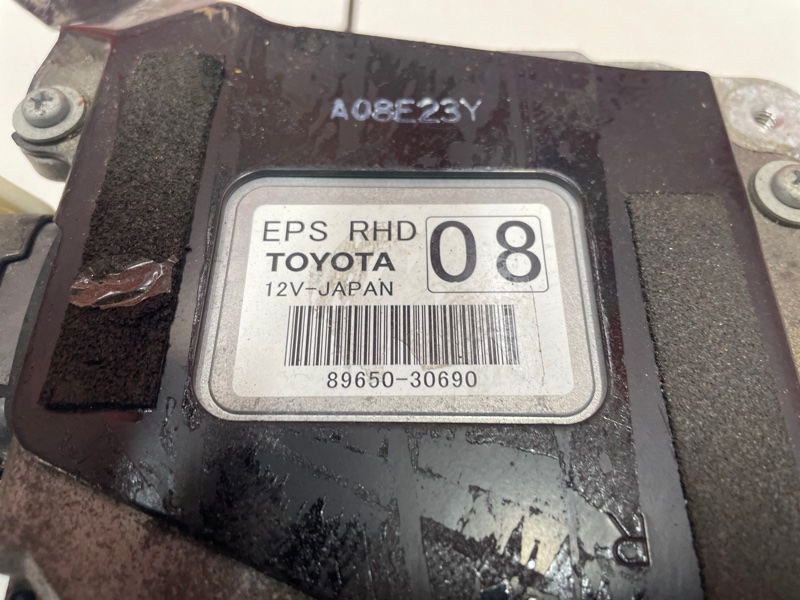 A08E23Y
EPS RHD 08
TOYOTA
12V-JAPAN
89650-30690
R